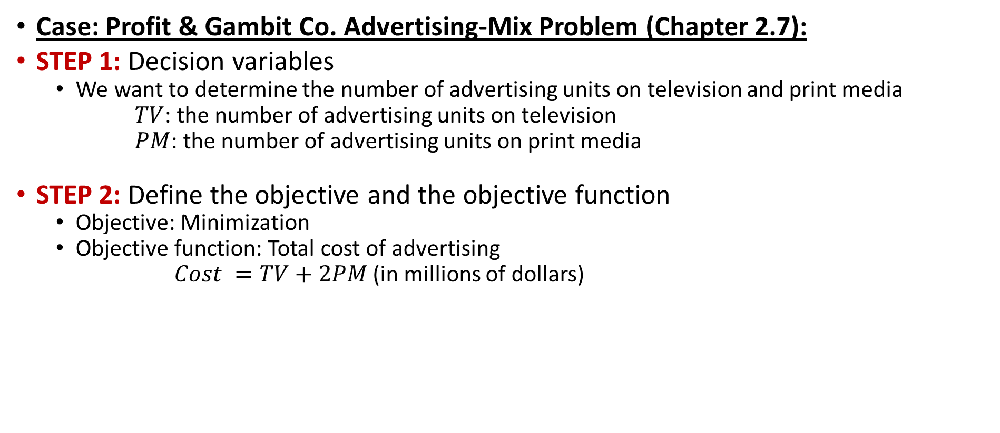 • Case: Profit & Gambit Co. Advertising-Mix Problem (Chapter 2.7):
• STEP 1: Decision variables
• We want to determine the number of advertising units on television and print media
TV: the number of advertising units on television
PM: the number of advertising units on print media
• STEP 2: Define the objective and the objective function
• Objective: Minimization
• Objective function: Total cost of advertising
Cost = TV + 2PM (in millions of dollars)